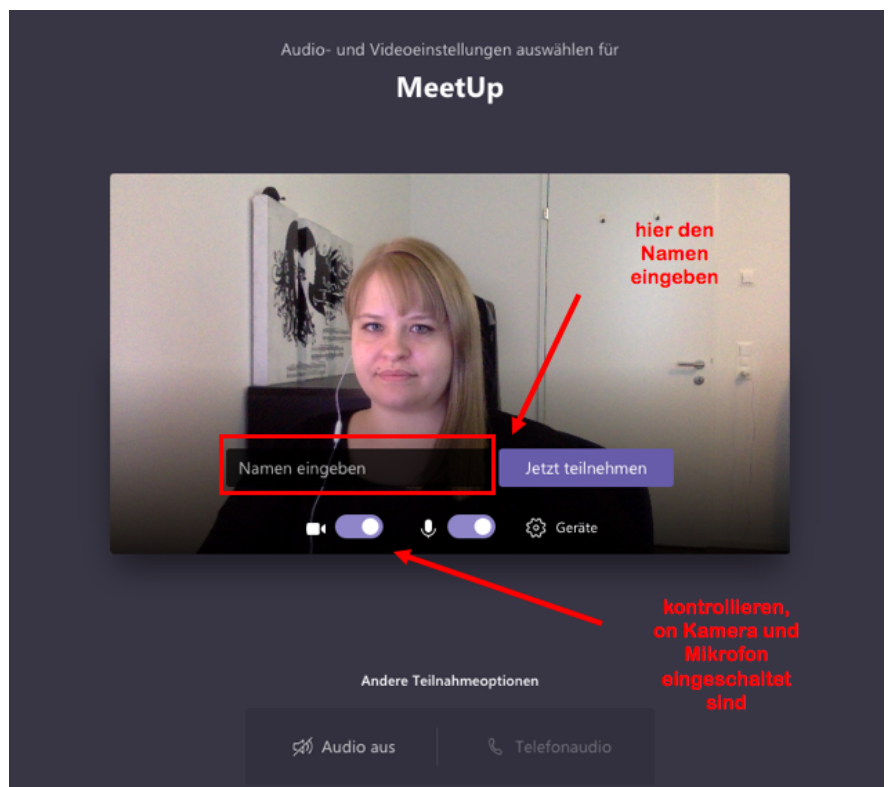 Audio- und Videoeinstellungen auswählen für
MeetUp
hier den
Namen
eingeben
Namen eingeben
Jetzt teilnehmen
Geräte
kontrollieren,
on Kamera und
Mikrofon
eingeschaltet
sind
Andere Teilnahmeoptionen
Audio aus
Telefonaudio